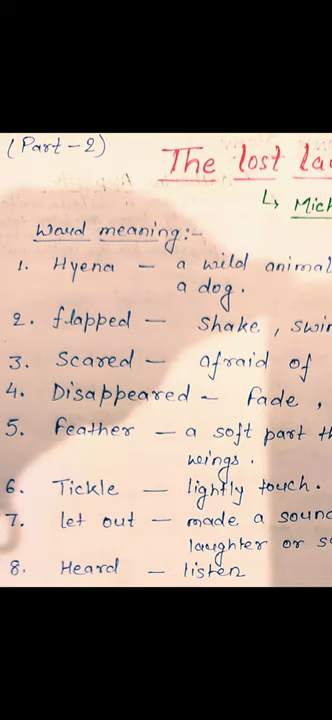 (Part-2)
The lost la
↳ Mich
Word meaning:-
1. Hyena - a wild animal
a dog.
2. flapped - shake, swin
3. Scared - afraid of
4. Disappeared - fade,
5. Feather - a soft part th
wings.
6. Tickle - lightly touch.
7. let out - made a sound
laughter or s
8. Heard - listen